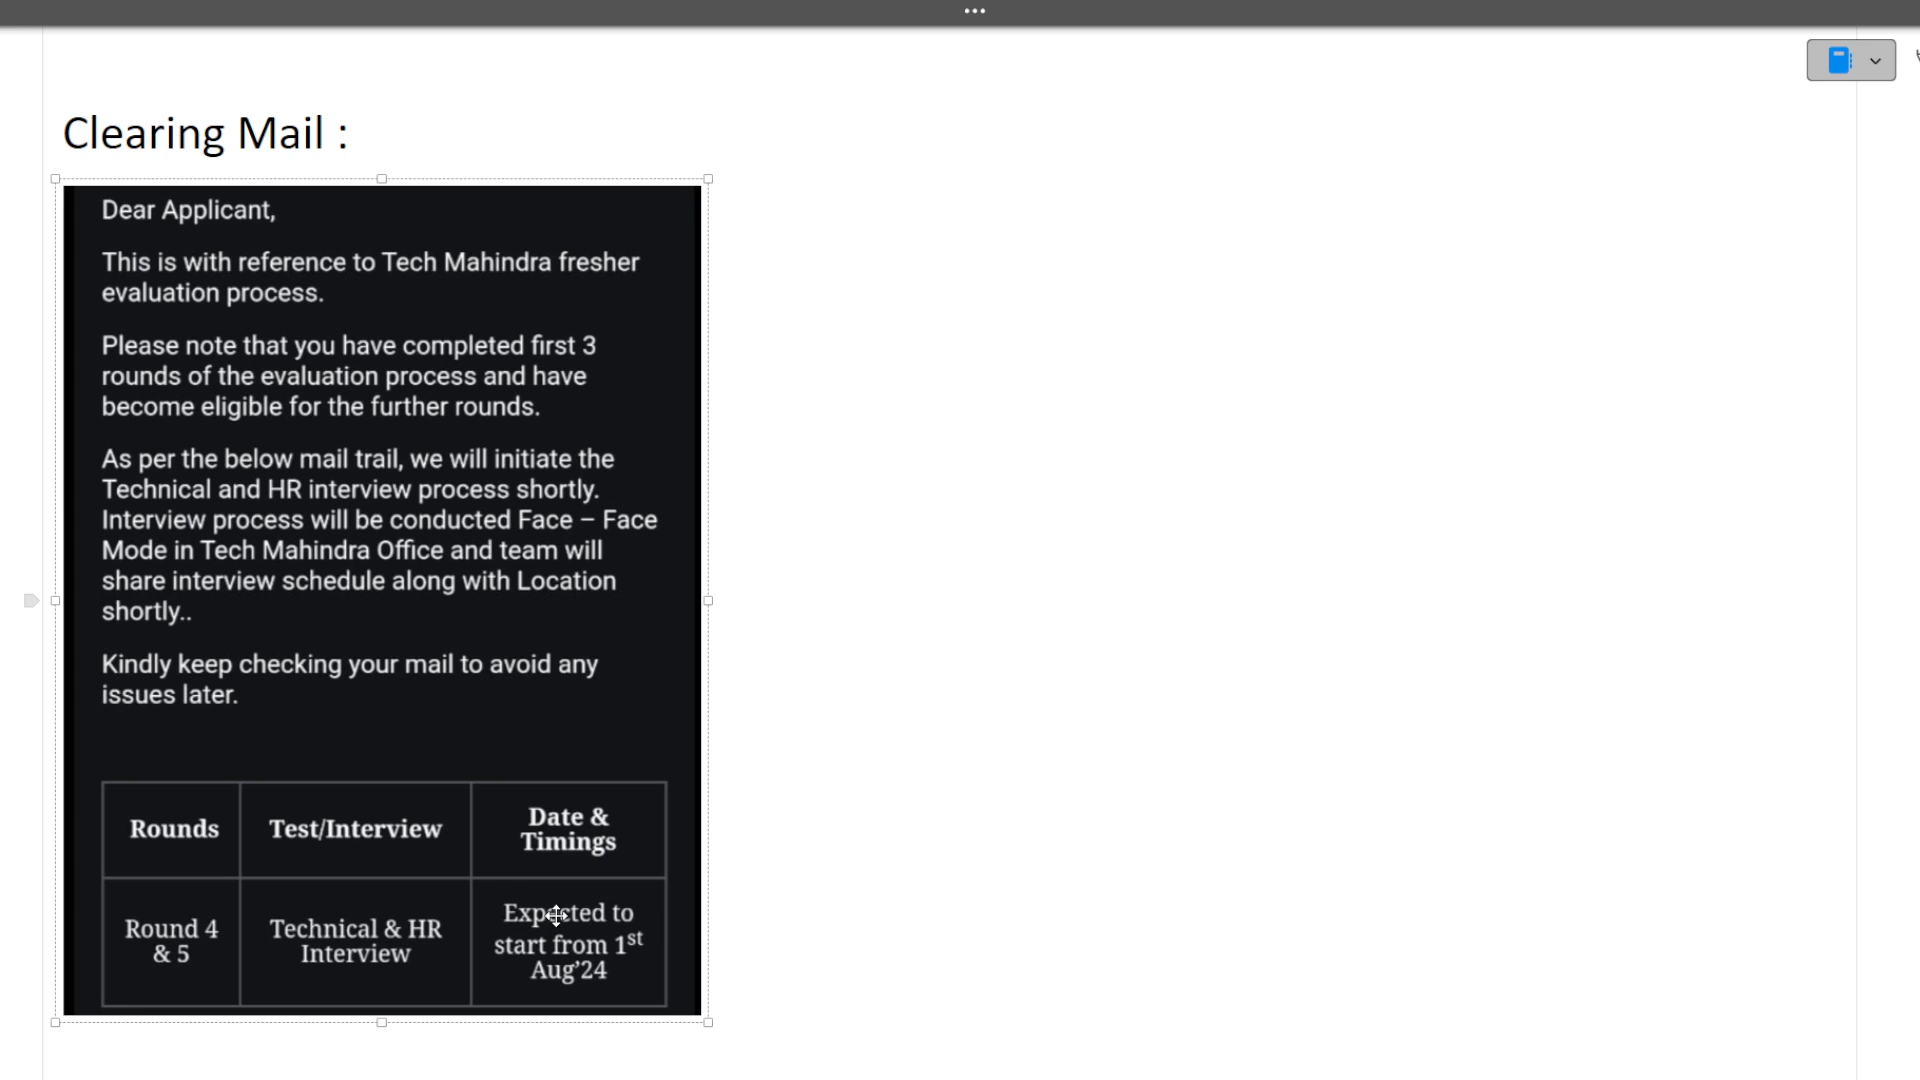 Clearing Mail :
Dear Applicant,
This is with reference to Tech Mahindra fresher
evaluation process.
Please note that you have completed first 3
rounds of the evaluation process and have
become eligible for the further rounds.
As per the below mail trail, we will initiate the
Technical and HR interview process shortly.
Interview process will be conducted Face – Face
Mode in Tech Mahindra Office and team will
share interview schedule along with Location
shortly..
Kindly keep checking your mail to avoid any
issues later.
Rounds
Test/Interview
Date &
Timings
Round 4
& 5
Technical & HR
Interview
Expected to
start from 1st
Aug’24